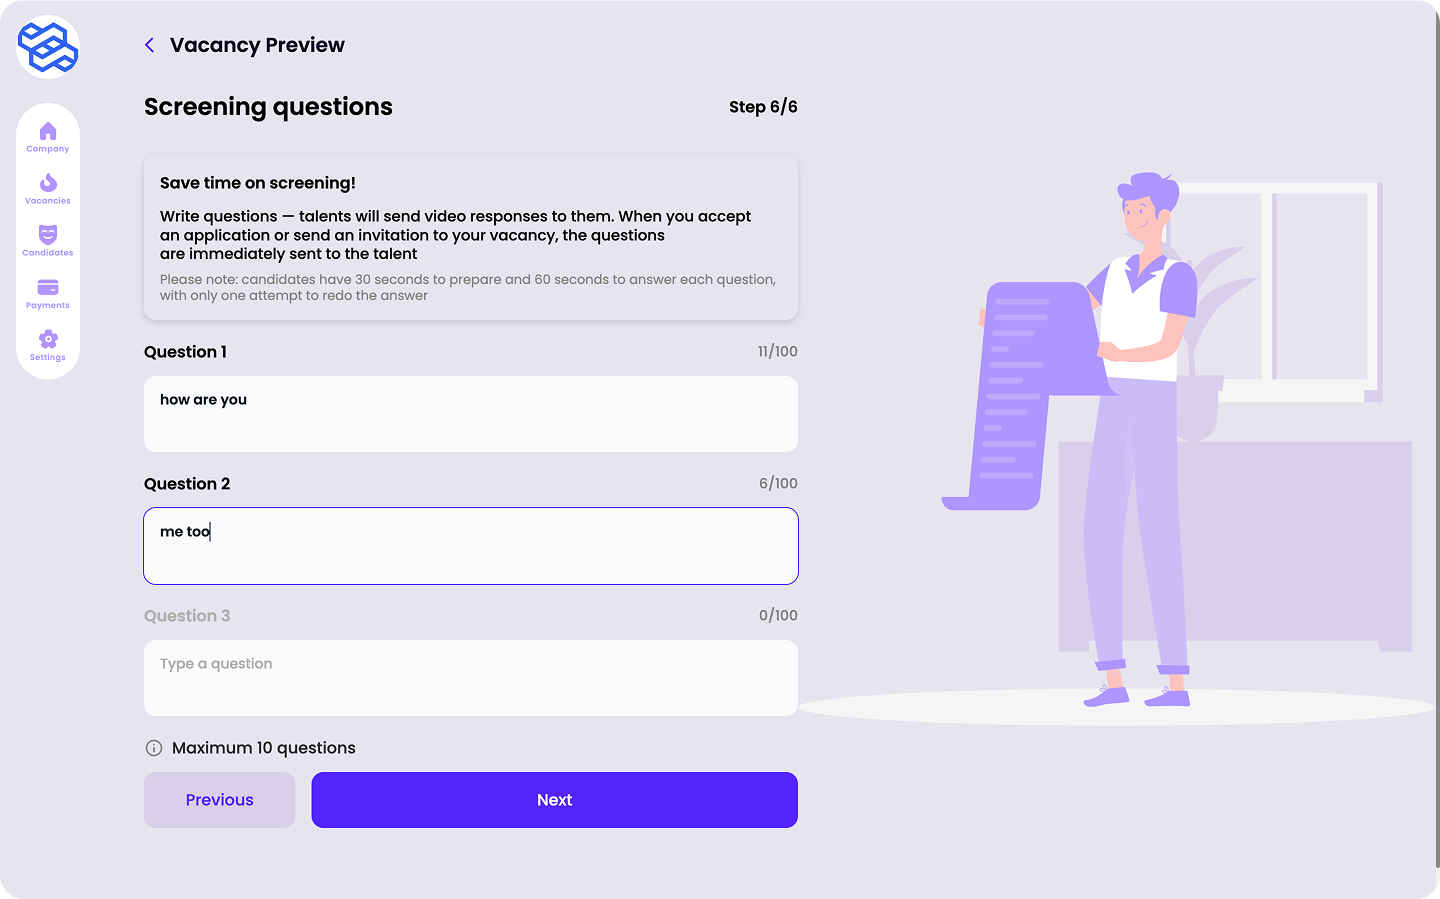 Vacancy Preview
Screening questions
Step 6/6
Company
Vacancies
Candidates
Payments
Settings
Save time on screening!
Write questions — talents will send video responses to them. When you accept
an application or send an invitation to your vacancy, the questions
are immediately sent to the talent
Please note: candidates have 30 seconds to prepare and 60 seconds to answer each question,
with only one attempt to redo the answer
Question 1
11/100
how are you
Question 2
6/100
me too
Question 3
0/100
Type a question
Maximum 10 questions
Previous
Next